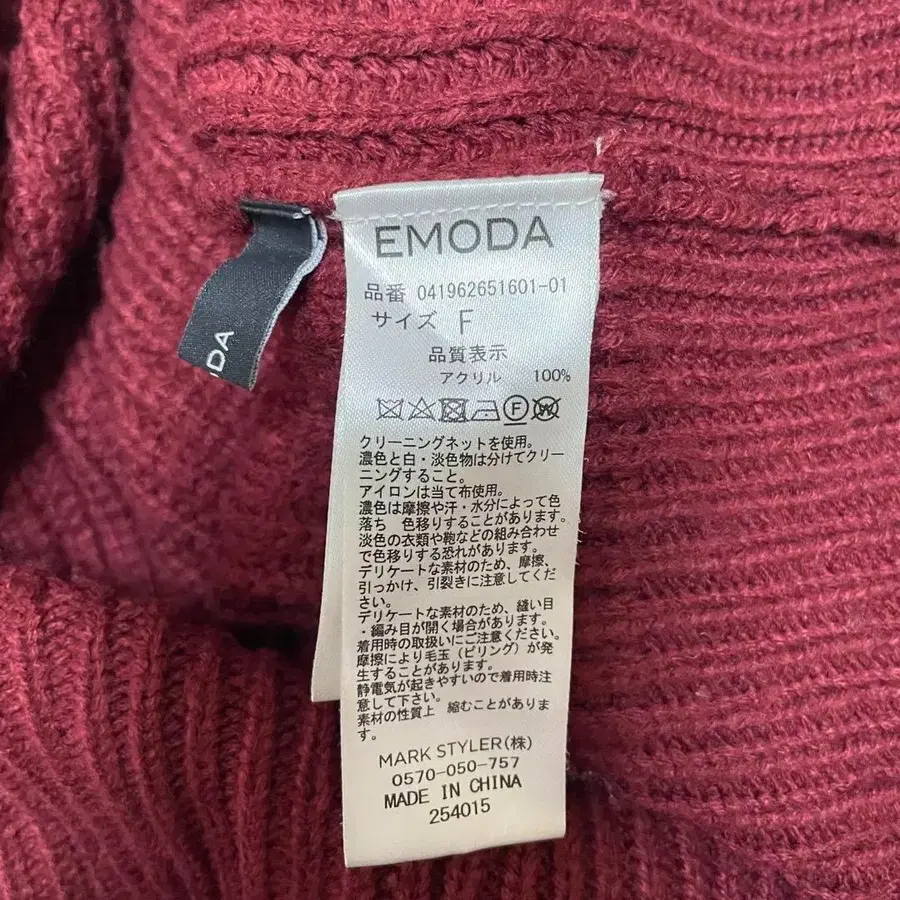 EMODA
品番 041962651601-01
サイズ F
品質表示
アクリル 100%
F W
クリーニングネットを使用。
濃色と白・淡色物は分けてクリー
ニングすること。
アイロンは当て布使用。
濃色は摩擦や汗・水分によって色
落ち 色移りすることがあります。
淡色の衣類や鞄などの組み合わせ
で色移りする恐れがあります。
デリケートな素材のため、摩擦、
引っかけ、引裂きに注意してくだ
さい。
デリケートな素材のため、縫い目
・編み目が開く場合があります。
着用時の取扱いにご注意ください。
摩擦により毛玉(ピリング)が発
生することがあります。
静電気が起きやすいので着用時注
意して下さい。
素材の性質上 縮むことがありま
す。
MARK STYLER(株)
0570-050-757
MADE IN CHINA
254015
ODA